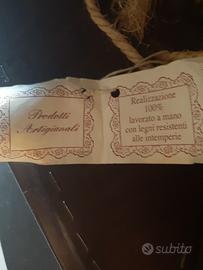 Prodotti
Artigianali
Realizzazione
100%
lavorato a mano
con legni resistenti
alle intemperie
subito